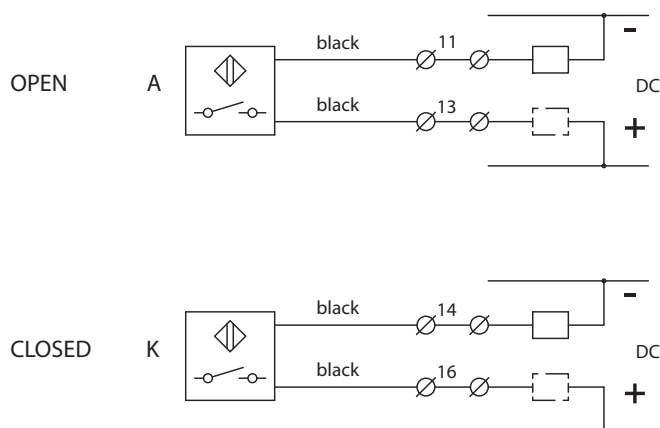 black 11 -
OPEN A DC
black 13 +
black 14 -
CLOSED K DC
black 16 +